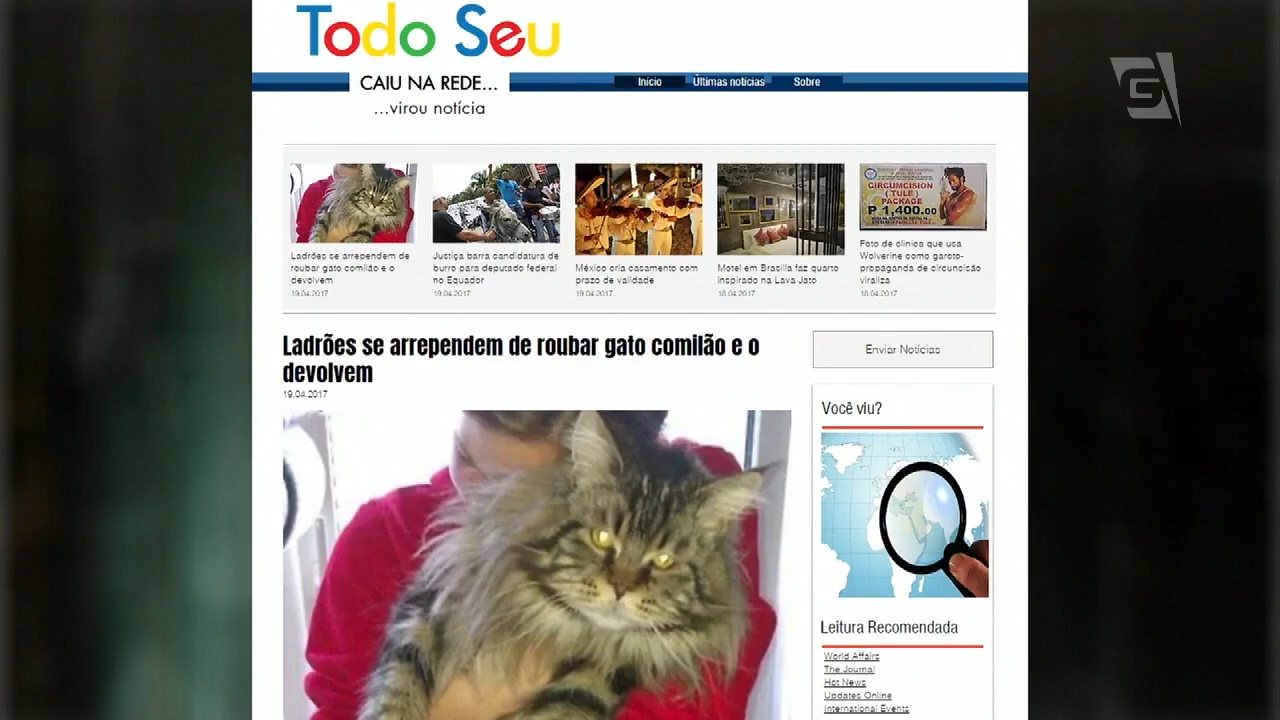 Todo Seu
CAIU NA REDE...
...virou notícia
Início
Últimas notícias
Sobre
Ladrões se arrependem de
roubar gato comilão e o
devolvem
19.04.2017
Justiça barra candidatura de
burro para deputado federal
no Equador
19.04.2017
México cria casamento com
prazo de validade
19.04.2017
Motel em Brasília faz quarto
inspirado na Lava Jato
18.04.2017
CIRCUMCISION
( TULE )
PACKAGE
P 1,400.00
Foto de clínica que usa
Wolverine como garoto-
propaganda de circuncisão
viraliza
18.04.2017
Ladrões se arrependem de roubar gato comilão e o
devolvem
19.04.2017
Enviar Notícias
Você viu?
Leitura Recomendada
World Affairs
The Journal
Hot News
Updates Online
International Events